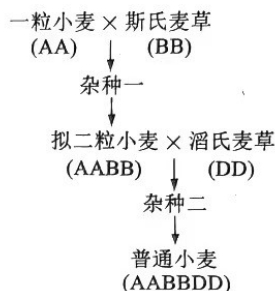 一粒小麦 × 斯氏麦草
(AA) (BB)
杂种一
拟二粒小麦 × 滔氏麦草
(AABB) (DD)
杂种二
普通小麦
(AABBDD)